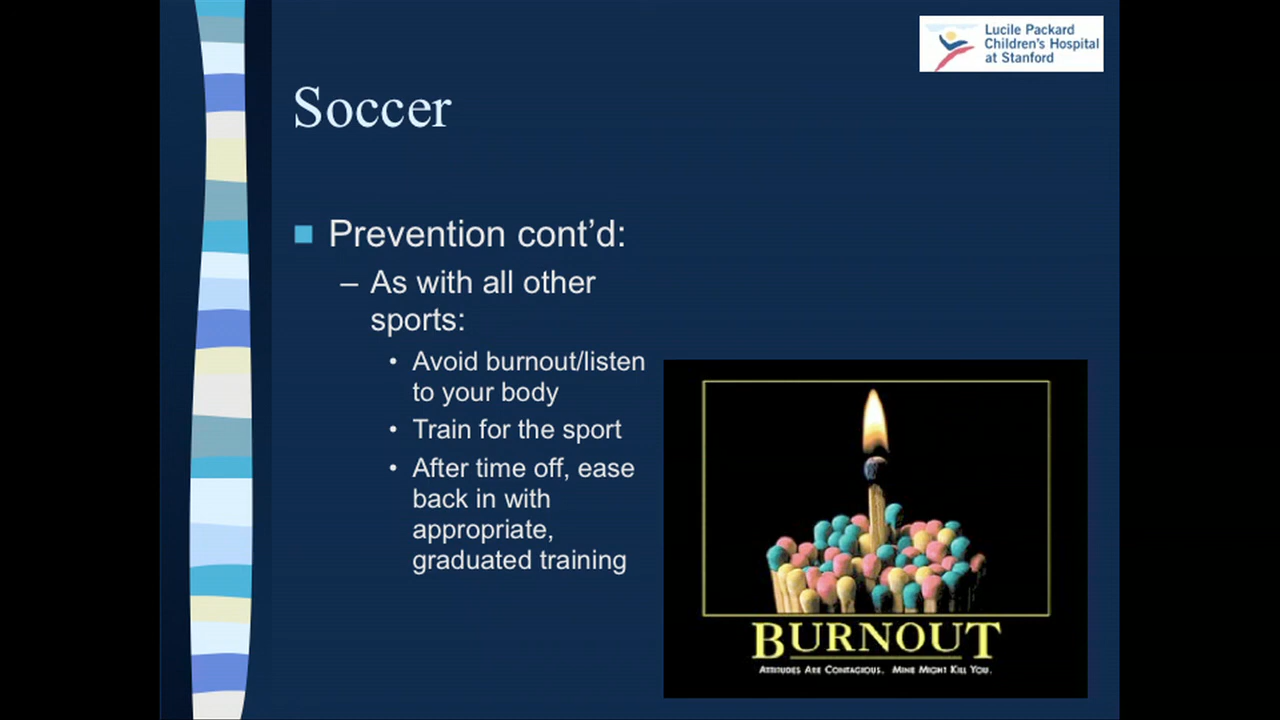 Lucile Packard
Children's Hospital
at Stanford
Soccer
Prevention cont'd:
– As with all other
sports:
• Avoid burnout/listen
to your body
• Train for the sport
• After time off, ease
back in with
appropriate,
graduated training
BURNOUT
ATTITUDES ARE CONTAGIOUS. MINE MIGHT KILL YOU.